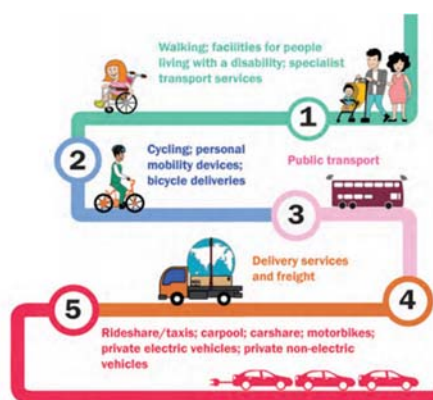 Walking; facilities for people
living with a disability; specialist
transport services
1
2
Cycling; personal
mobility devices;
bicycle deliveries
Public transport
3
Delivery services
and freight
4
5
Rideshare/taxis; carpool; carshare; motorbikes;
private electric vehicles; private non-electric
vehicles